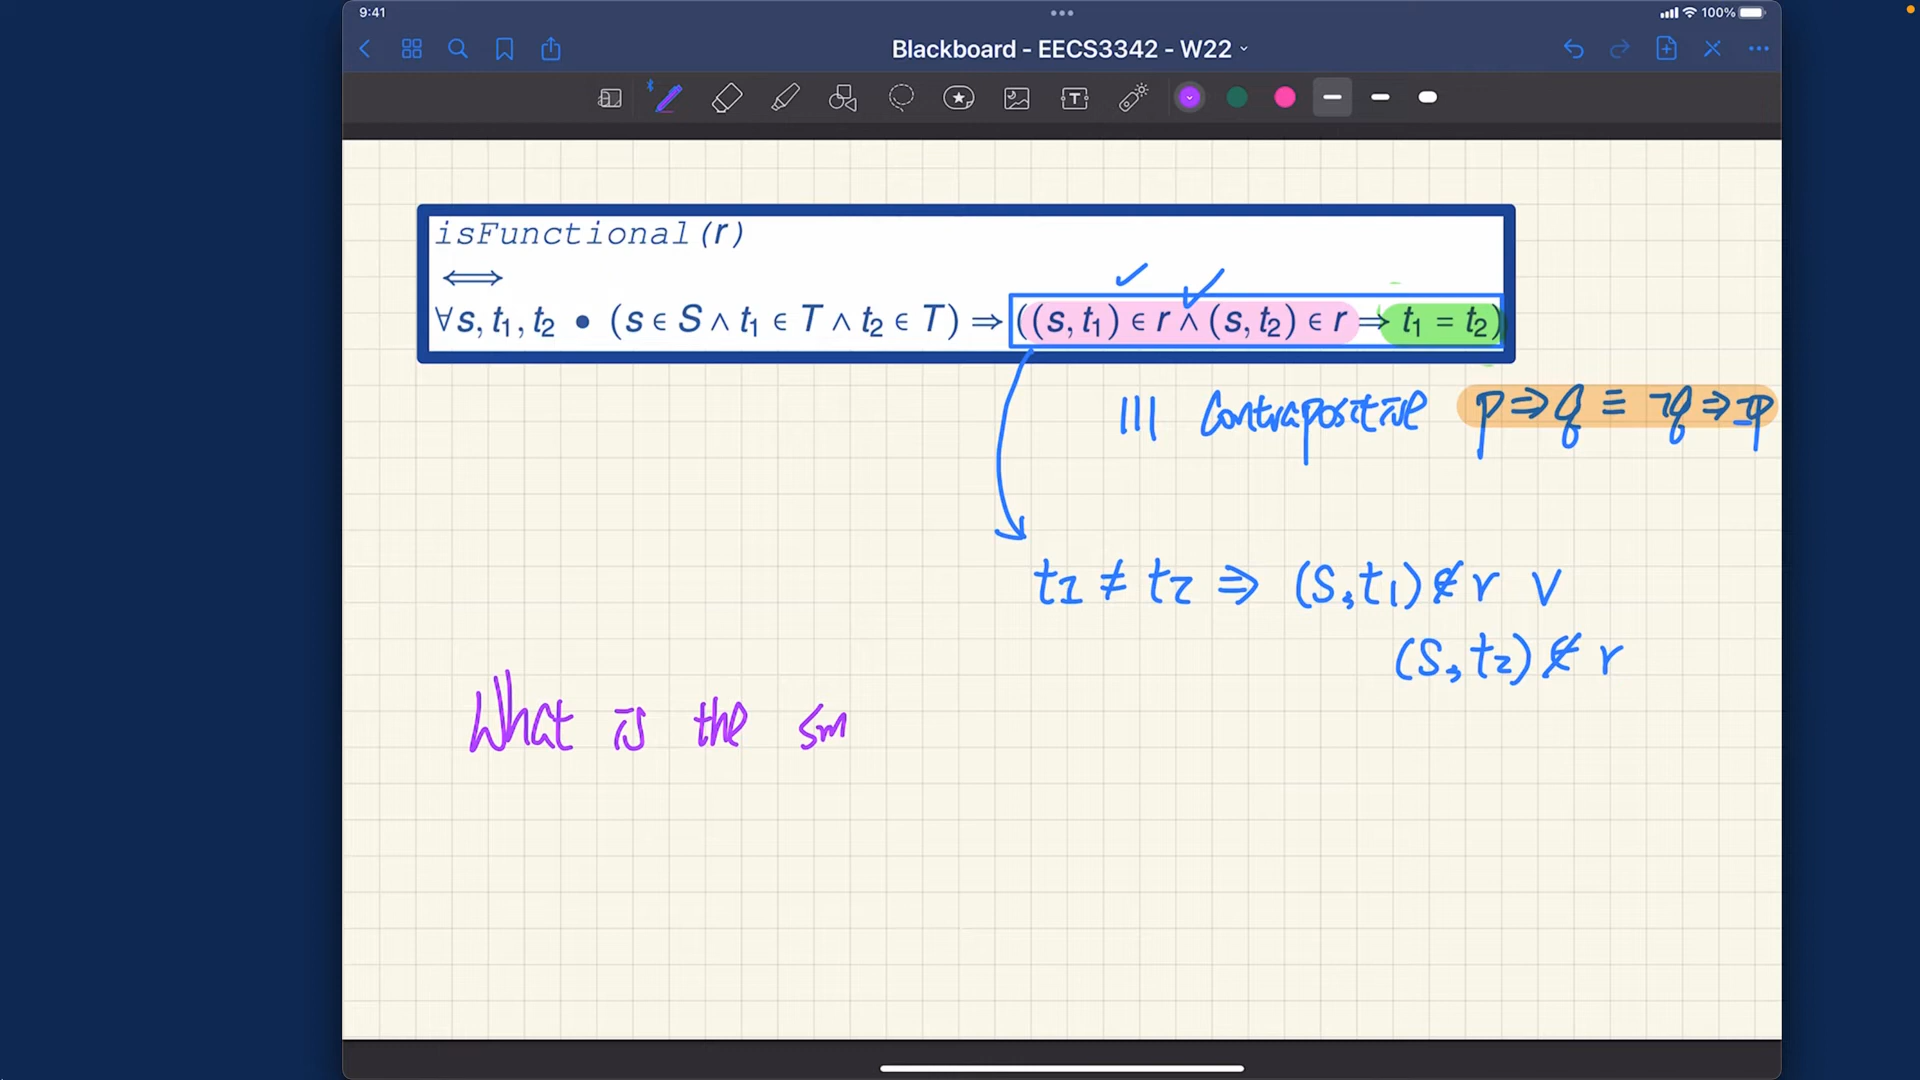 9:41
100%
Blackboard - EECS3342 - W22
isFunctional(r)
⟺
∀s, t₁, t₂ • (s ∈ S ∧ t₁ ∈ T ∧ t₂ ∈ T) ⇒ ((s, t₁) ∈ r ∧ (s, t₂) ∈ r ⇒ t₁ = t₂)
||| Contrapositive p ⇒ q ≡ ¬q ⇒ ¬p
t₁ ≠ t₂ ⇒ (s, t₁) ∉ r ∨
(s, t₂) ∉ r
What is the sm